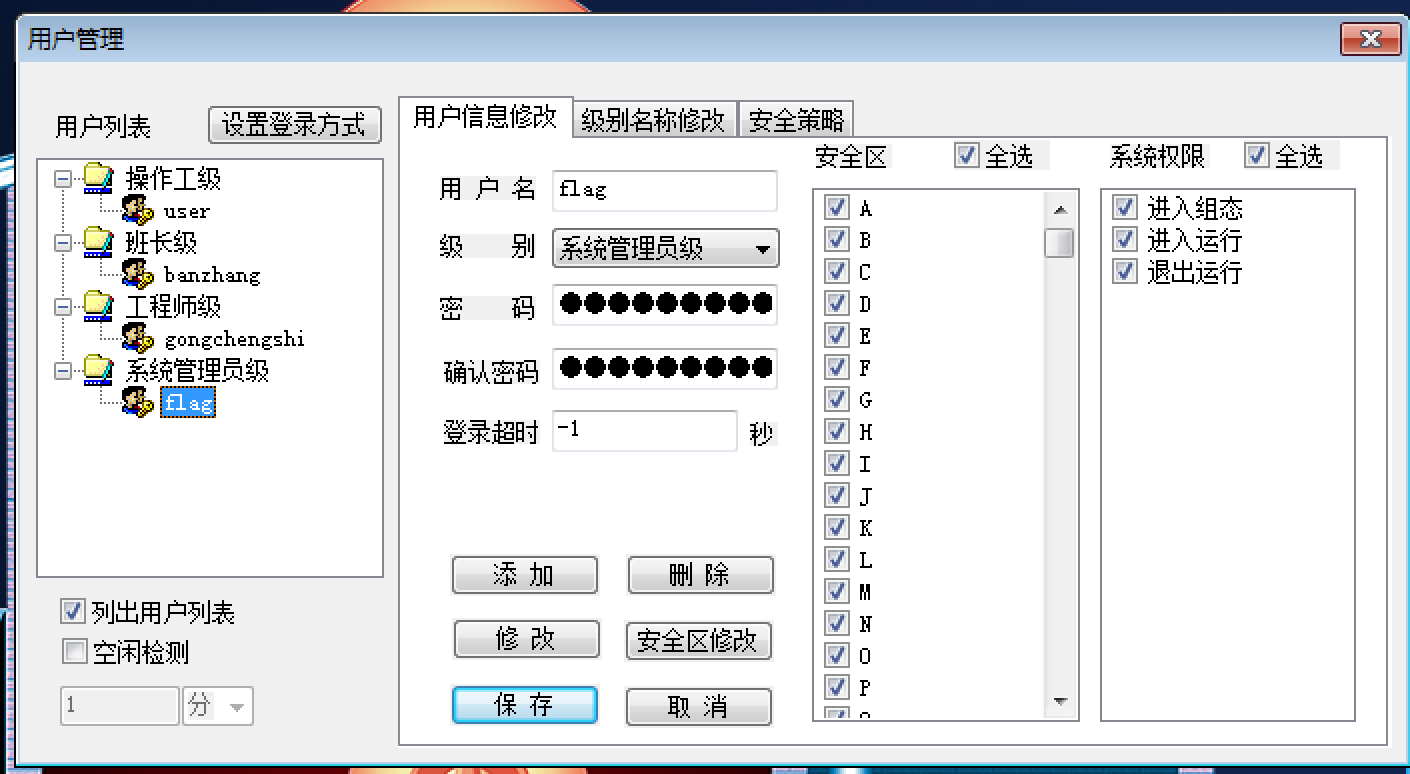 用户管理
用户列表
设置登录方式
操作工级
user
班长级
banzhang
工程师级
gongchengshi
系统管理员级
flag
列出用户列表
空闲检测
1
分
用户信息修改
级别名称修改
安全策略
用 户 名
flag
级 别
系统管理员级
密 码
●●●●●●●●●
确认密码
●●●●●●●●●
登录超时
-1
秒
添 加
删 除
修 改
安全区修改
保 存
取 消
安全区
全选
A
B
C
D
E
F
G
H
I
J
K
L
M
N
O
P
系统权限
全选
进入组态
进入运行
退出运行